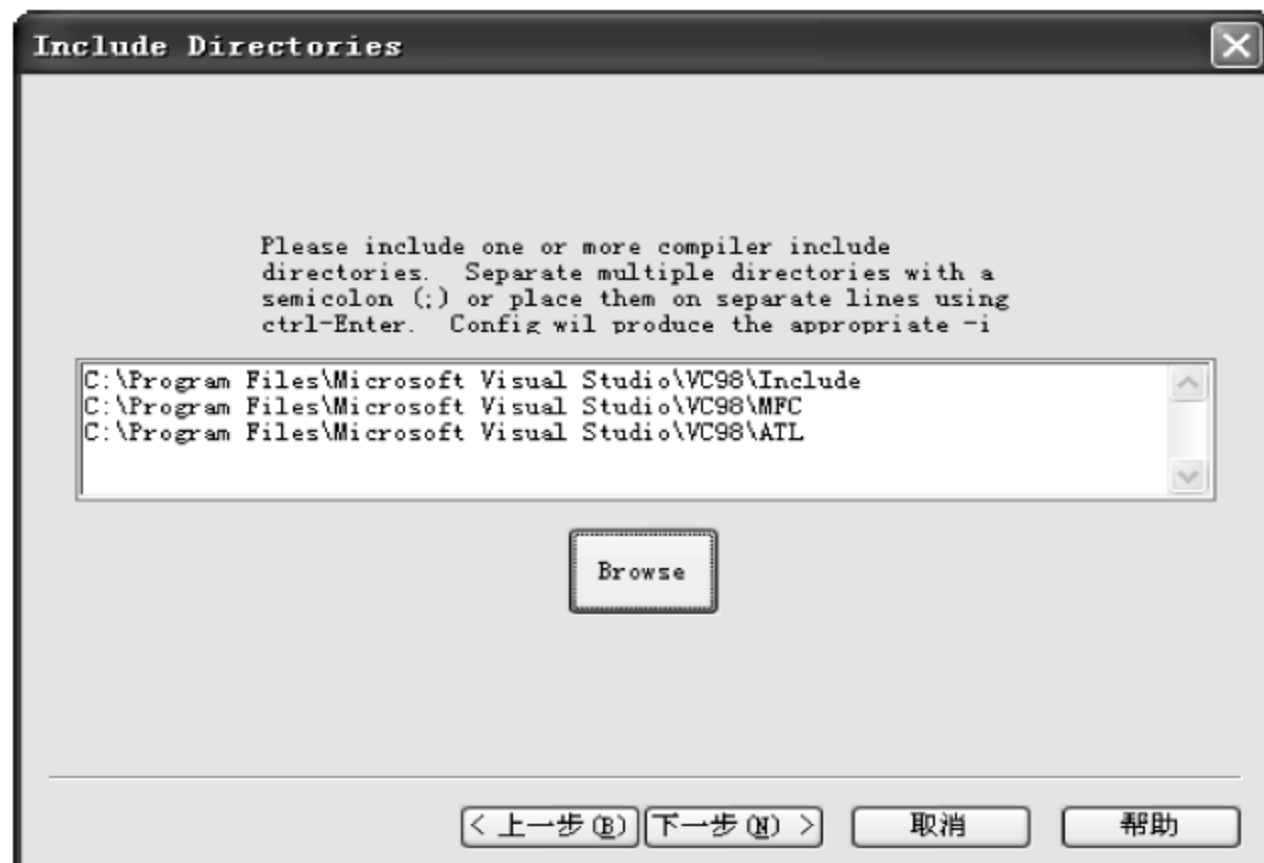 Include Directories
Please include one or more compiler include
directories.  Separate multiple directories with a
semicolon (;) or place them on separate lines using
ctrl-Enter.  Config wil produce the appropriate -i
C:\Program Files\Microsoft Visual Studio\VC98\Include
C:\Program Files\Microsoft Visual Studio\VC98\MFC
C:\Program Files\Microsoft Visual Studio\VC98\ATL
Browse
< 上一步(B) 下一步(N) > 取消 帮助